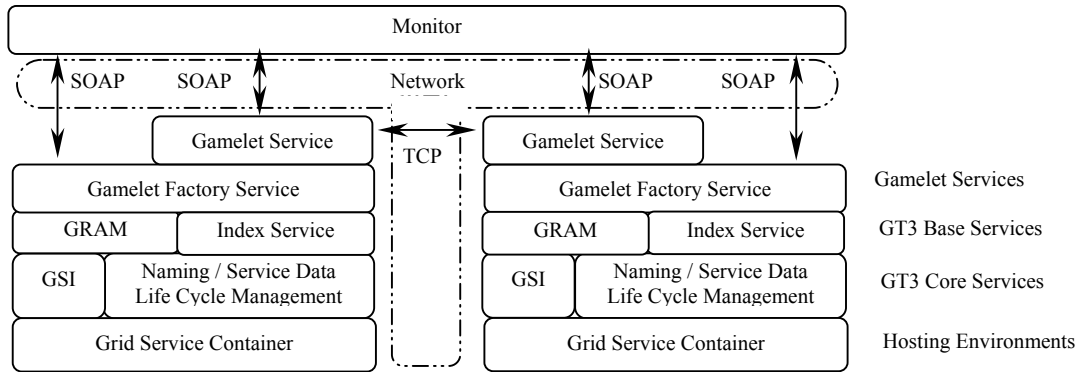 Monitor
SOAP SOAP Network SOAP SOAP
Gamelet Service TCP Gamelet Service
Gamelet Factory Service Gamelet Factory Service Gamelet Services
GRAM Index Service GRAM Index Service GT3 Base Services
GSI Naming / Service Data Life Cycle Management GSI Naming / Service Data Life Cycle Management GT3 Core Services
Grid Service Container Grid Service Container Hosting Environments